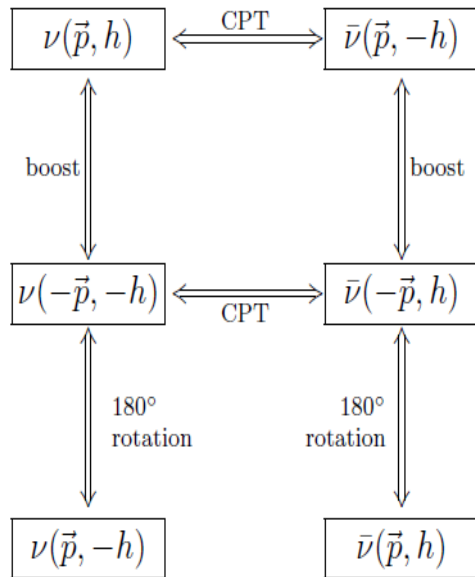 ν(p⃗, h)
CPT
ν̄(p⃗, −h)
boost
boost
ν(−p⃗, −h)
CPT
ν̄(−p⃗, h)
180°
rotation
180°
rotation
ν(p⃗, −h)
ν̄(p⃗, h)